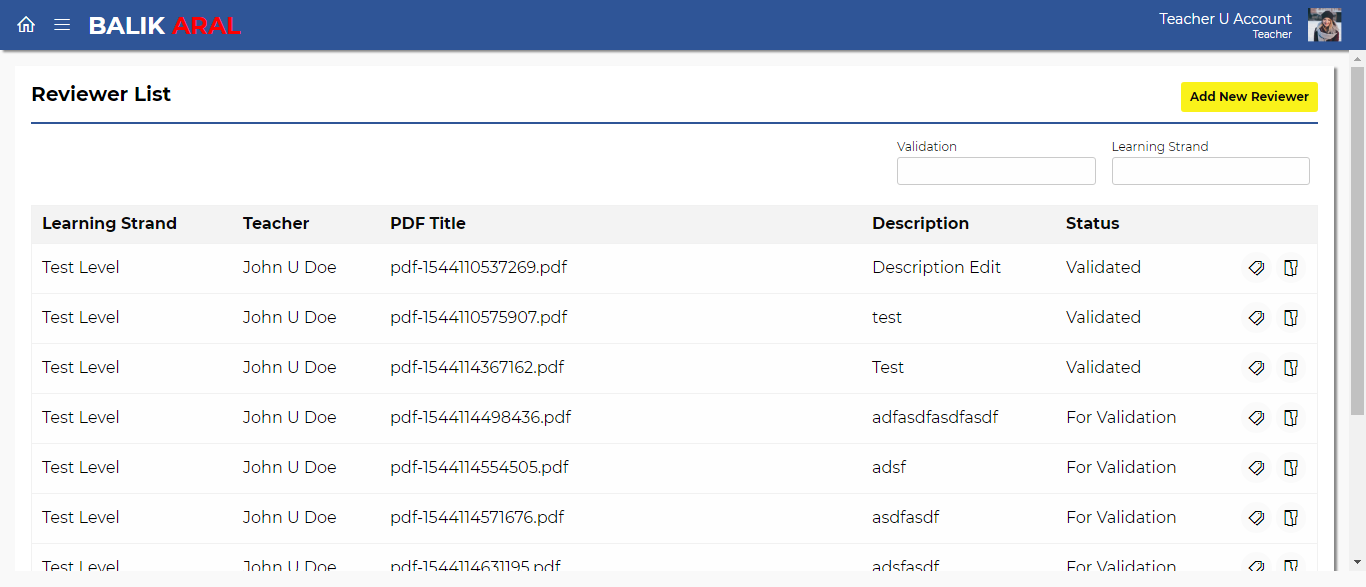 BALIK ARAL
Teacher U Account
Teacher
Reviewer List
Add New Reviewer
Validation Learning Strand
Learning Strand Teacher PDF Title Description Status
Test Level John U Doe pdf-1544110537269.pdf Description Edit Validated
Test Level John U Doe pdf-1544110575907.pdf test Validated
Test Level John U Doe pdf-1544114367162.pdf Test Validated
Test Level John U Doe pdf-1544114498436.pdf adfasdfasdfasdf For Validation
Test Level John U Doe pdf-1544114554505.pdf adsf For Validation
Test Level John U Doe pdf-1544114571676.pdf asdfasdf For Validation
Test Level John U Doe pdf-1544114631195.pdf adsfasdf For Validation